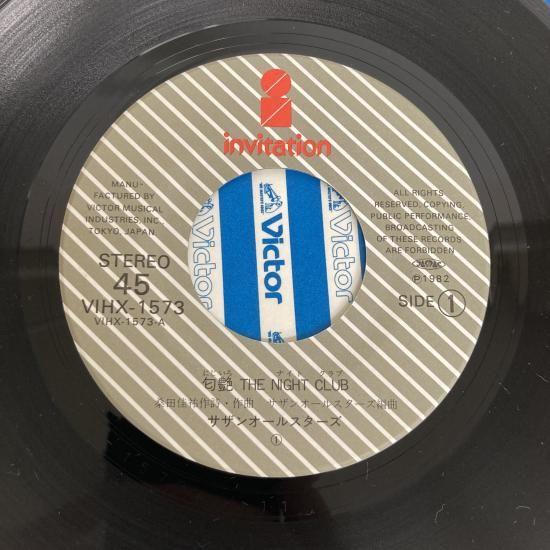 invitation
MANU-
FACTURED BY
VICTOR MUSICAL
INDUSTRIES, INC.,
TOKYO, JAPAN.
ALL RIGHTS
RESERVED, COPYING,
PUBLIC PERFORMANCE,
BROADCASTING
OF THESE RECORDS
ARE FORBIDDEN
JASRAC
Ⓟ1982
STEREO
45
VIHX-1573
VIHX-1573-A
SIDE ①
Victor
Victor
Victor
にじいろ ナイト クラブ
匂艶 THE NIGHT CLUB
桑田佳祐作詩・作曲 サザンオールスターズ編曲
サザンオールスターズ
①